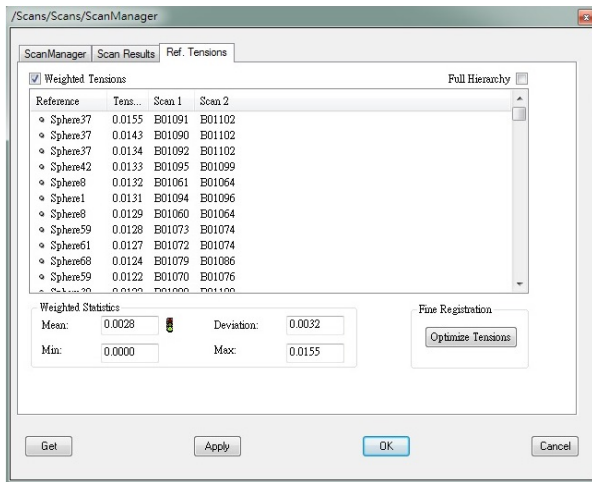 /Scans/Scans/ScanManager
ScanManager Scan Results Ref. Tensions
Weighted Tensions Full Hierarchy
Reference Tens... Scan 1 Scan 2
Sphere37 0.0155 B01091 B01102
Sphere37 0.0143 B01090 B01102
Sphere37 0.0134 B01092 B01102
Sphere42 0.0133 B01095 B01099
Sphere8 0.0132 B01061 B01064
Sphere1 0.0131 B01094 B01096
Sphere8 0.0129 B01060 B01064
Sphere59 0.0128 B01073 B01074
Sphere61 0.0127 B01072 B01074
Sphere68 0.0124 B01079 B01086
Sphere59 0.0122 B01070 B01076
Weighted Statistics Fine Registration
Mean: 0.0028 Deviation: 0.0032 Optimize Tensions
Min: 0.0000 Max: 0.0155
Get Apply OK Cancel